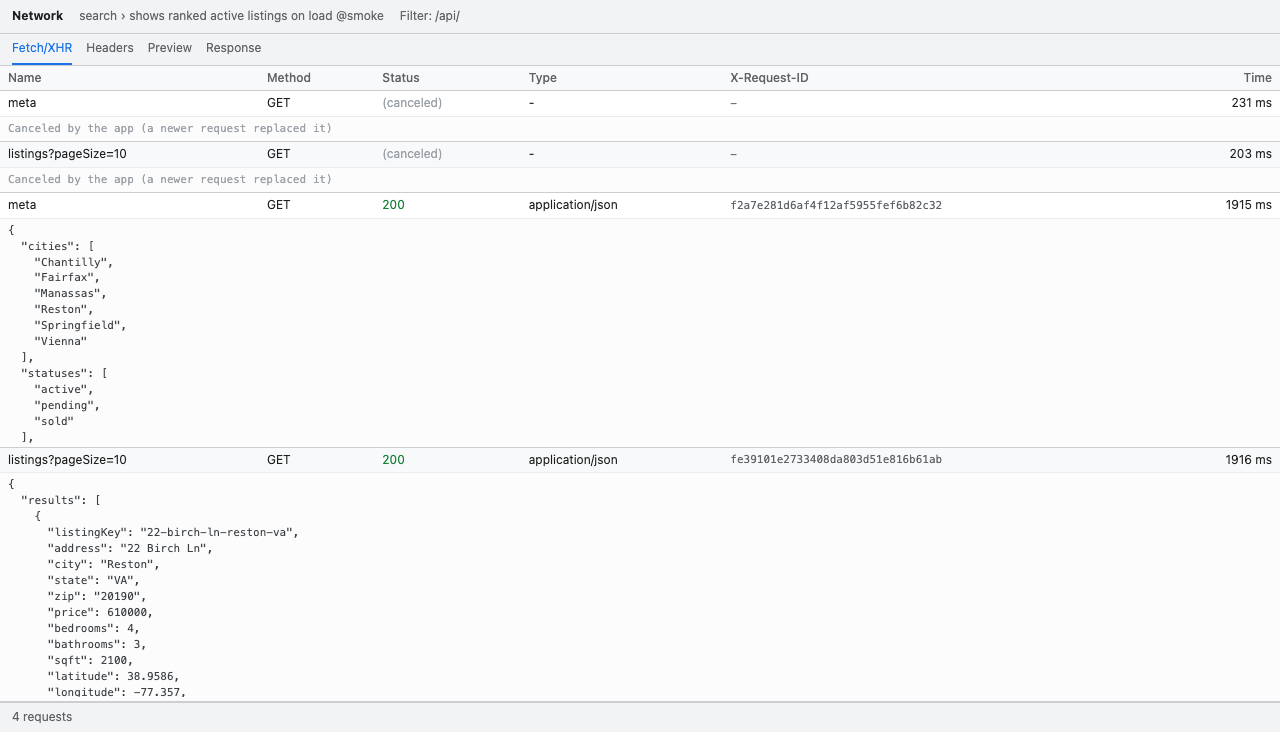 Network search › shows ranked active listings on load @smoke Filter: /api/
Fetch/XHR Headers Preview Response
Name Method Status Type X-Request-ID Time
meta GET (canceled) - – 231 ms
Canceled by the app (a newer request replaced it)
listings?pageSize=10 GET (canceled) - – 203 ms
Canceled by the app (a newer request replaced it)
meta GET 200 application/json f2a7e281d6af4f12af5955fef6b82c32 1915 ms
{
  "cities": [
    "Chantilly",
    "Fairfax",
    "Manassas",
    "Reston",
    "Springfield",
    "Vienna"
  ],
  "statuses": [
    "active",
    "pending",
    "sold"
  ],
listings?pageSize=10 GET 200 application/json fe39101e2733408da803d51e816b61ab 1916 ms
{
  "results": [
    {
      "listingKey": "22-birch-ln-reston-va",
      "address": "22 Birch Ln",
      "city": "Reston",
      "state": "VA",
      "zip": "20190",
      "price": 610000,
      "bedrooms": 4,
      "bathrooms": 3,
      "sqft": 2100,
      "latitude": 38.9586,
      "longitude": -77.357,
4 requests